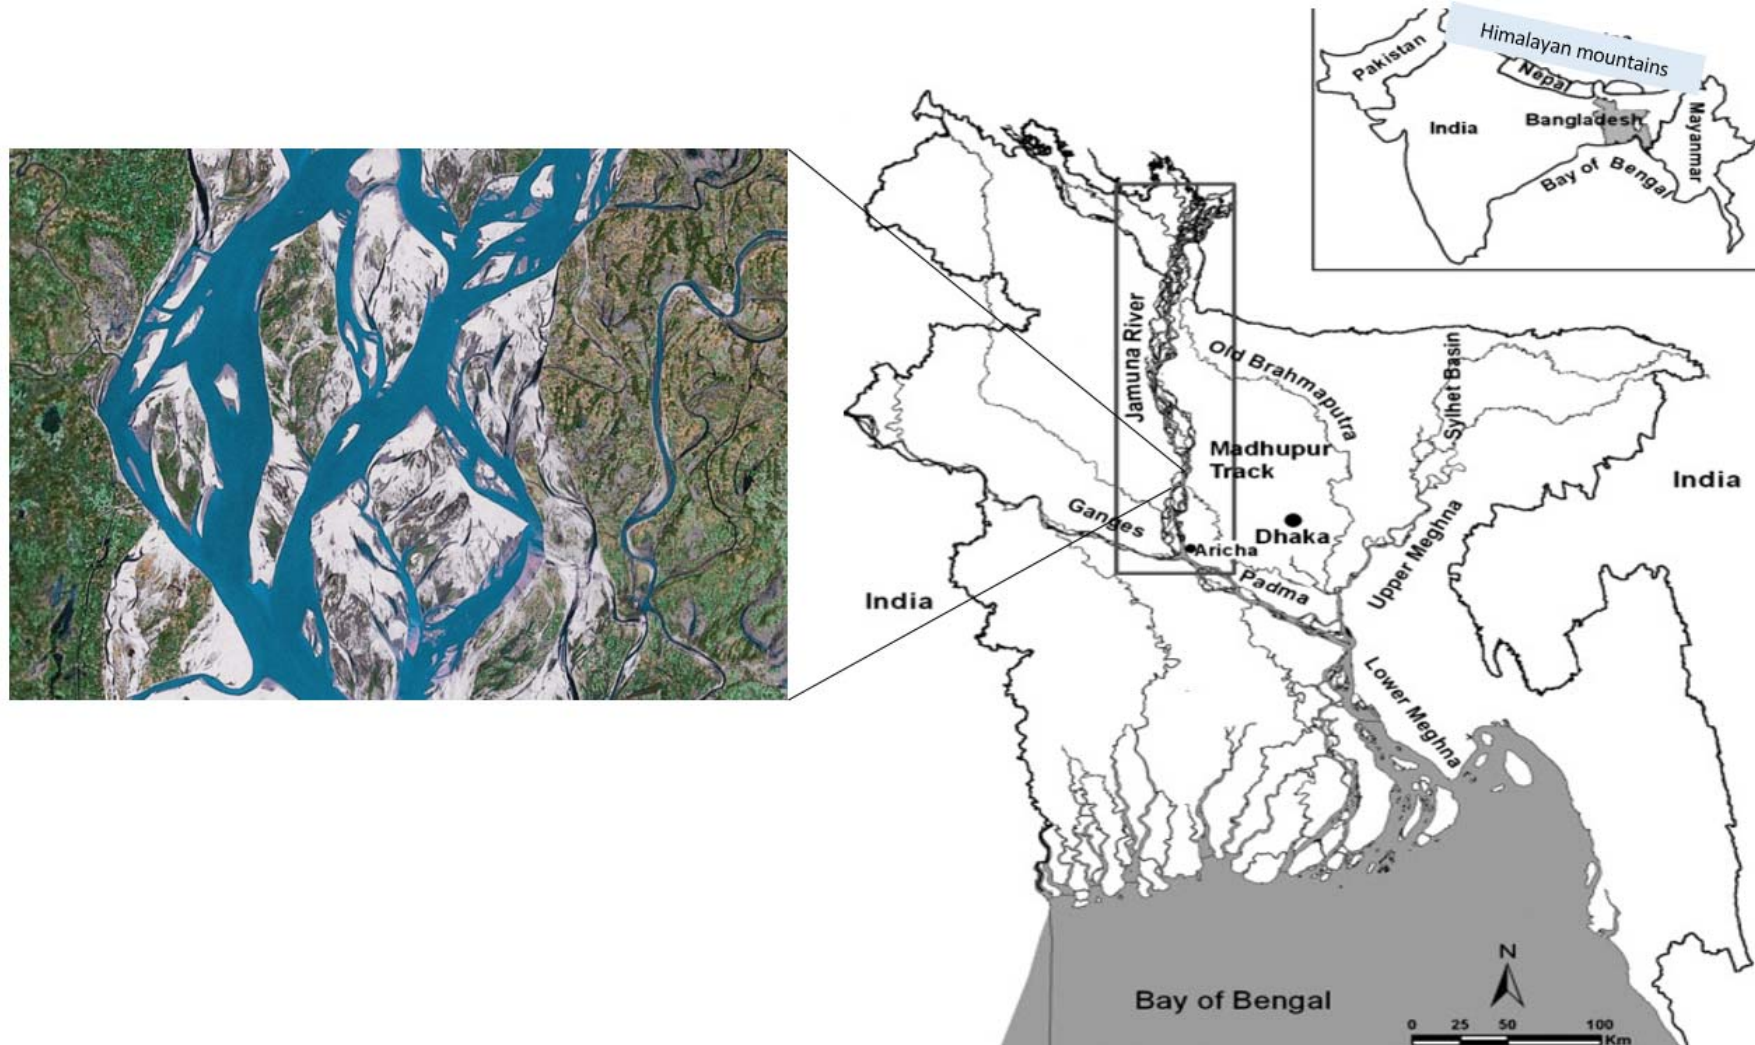 Himalayan mountains
Pakistan
Nepal
India
Bangladesh
Mayanmar
Bay of Bengal
Jamuna River
Old Brahmaputra
Sylhet Basin
Madhupur
Track
India
Ganges
Dhaka
Aricha
Upper Meghna
Padma
India
Lower Meghna
N
Bay of Bengal
0 25 50 100
Km